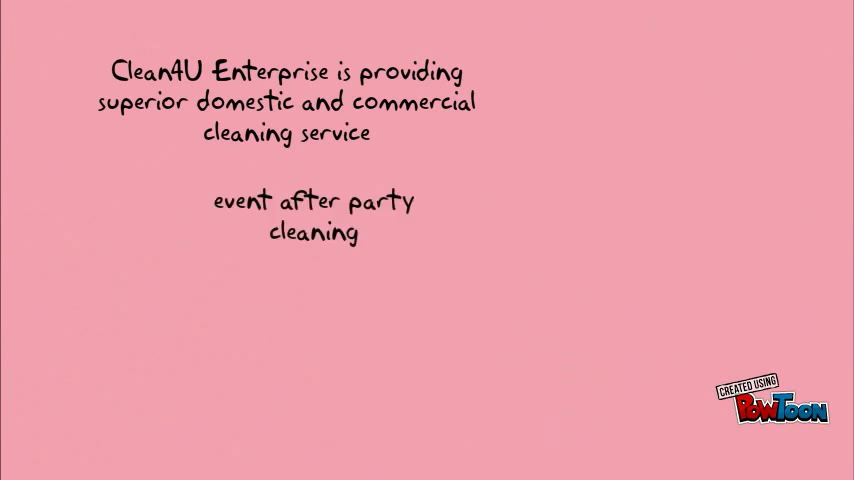 Clean4U Enterprise is providing
superior domestic and commercial
cleaning service
event after party
cleaning
CREATED USING
POWTOON